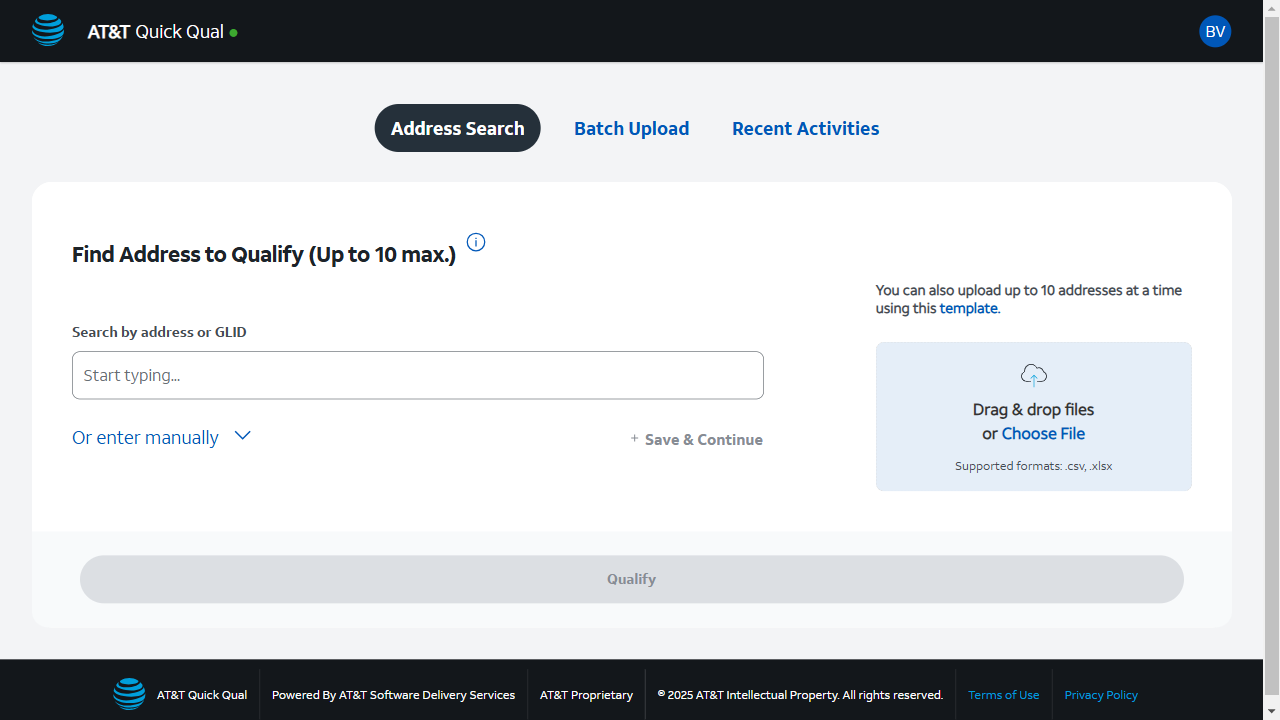 AT&T Quick Qual
BV
Address Search
Batch Upload
Recent Activities
Find Address to Qualify (Up to 10 max.)
You can also upload up to 10 addresses at a time
using this template.
Search by address or GLID
Start typing...
Drag & drop files
or Choose File
Or enter manually
+ Save & Continue
Supported formats: .csv, .xlsx
Qualify
AT&T Quick Qual
Powered By AT&T Software Delivery Services
AT&T Proprietary
© 2025 AT&T Intellectual Property. All rights reserved.
Terms of Use
Privacy Policy